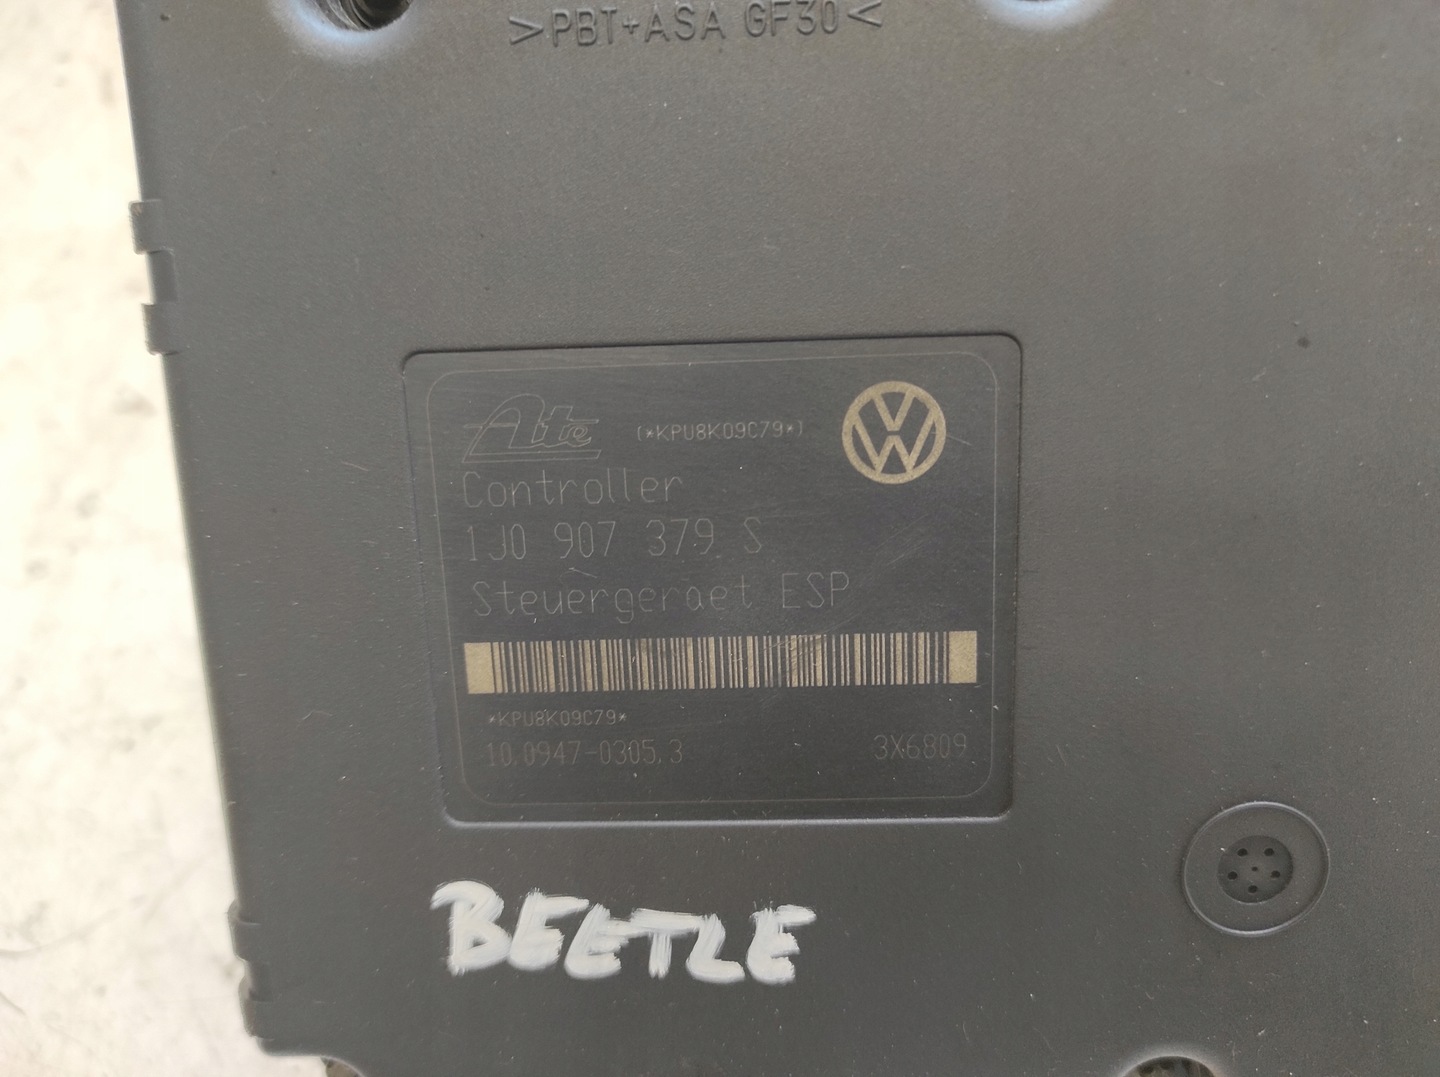 >PBT+ASA GF30<
Ate [*KPU8K09C79*]
Controller
1J0 907 379 S
Steuergeraet ESP
*KPU8K09C79*
10.0947-0305.3 3X6809
BEETLE